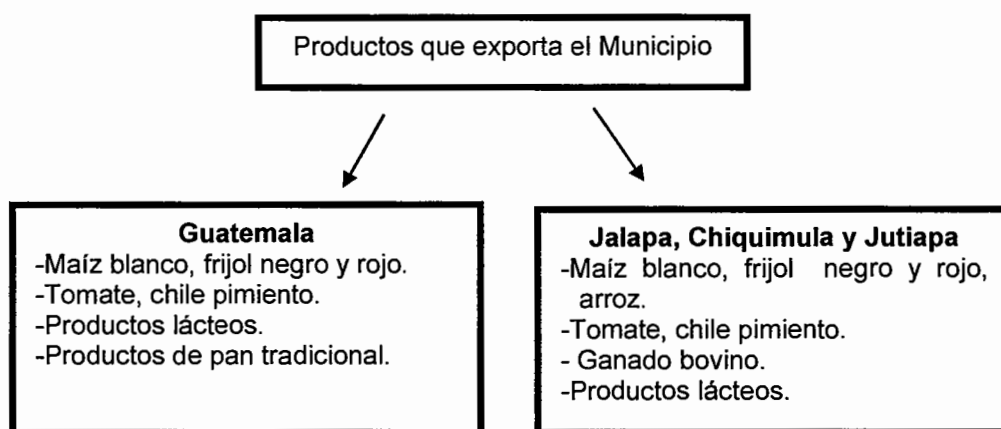 Productos que exporta el Municipio
Guatemala
-Maíz blanco, frijol negro y rojo.
-Tomate, chile pimiento.
-Productos lácteos.
-Productos de pan tradicional.
Jalapa, Chiquimula y Jutiapa
-Maíz blanco, frijol negro y rojo,
arroz.
-Tomate, chile pimiento.
- Ganado bovino.
-Productos lácteos.